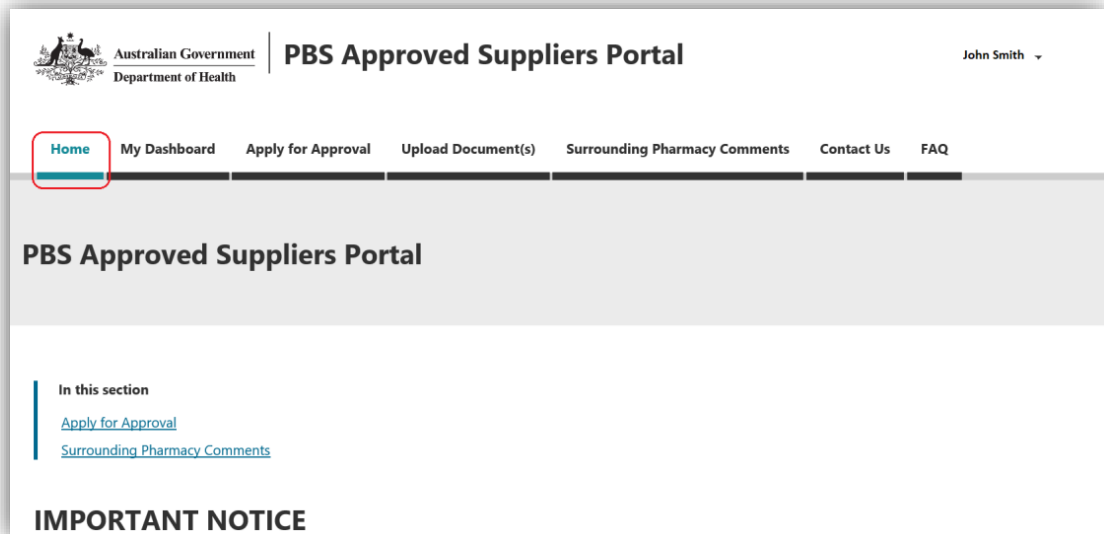 Australian Government
Department of Health
PBS Approved Suppliers Portal
John Smith
Home My Dashboard Apply for Approval Upload Document(s) Surrounding Pharmacy Comments Contact Us FAQ
PBS Approved Suppliers Portal
In this section
Apply for Approval
Surrounding Pharmacy Comments
IMPORTANT NOTICE